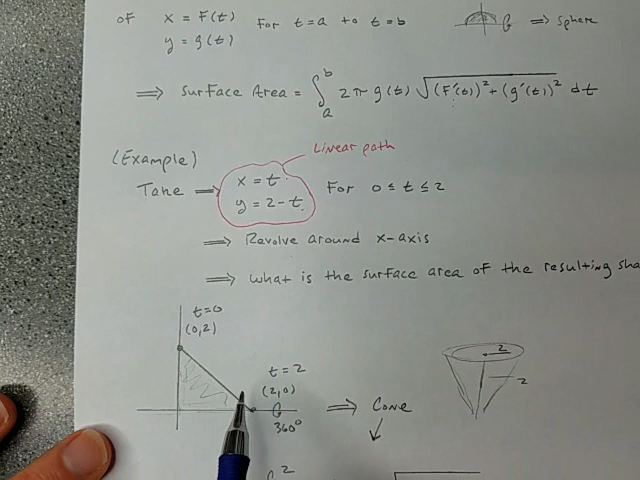 of x = F(t) For t=a to t=b
y = g(t)
⟹ sphere
⟹ Surface Area = ∫_a^b 2π g(t) √((F'(t))² + (g'(t))²) dt
(Example)
Linear path
Take ⟹ x = t
y = 2-t
For 0 ≤ t ≤ 2
⟹ Revolve around x-axis
⟹ What is the surface area of the resulting sha
t=0
(0,2)
t=2
(2,0)
360°
⟹ Cone
2
2
2